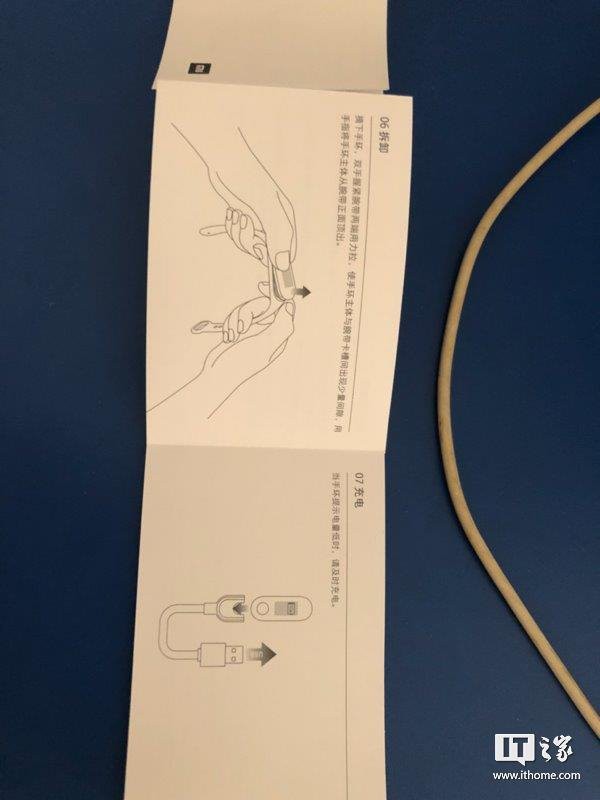 06 拆卸
摘下手环，双手握紧腕带两端用力拉，使手环主体与腕带卡槽间出现少量间隙，用
手指将手环主体从腕带正面顶出。
07 充电
当手环提示电量低时，请及时充电。
IT之家
www.ithome.com